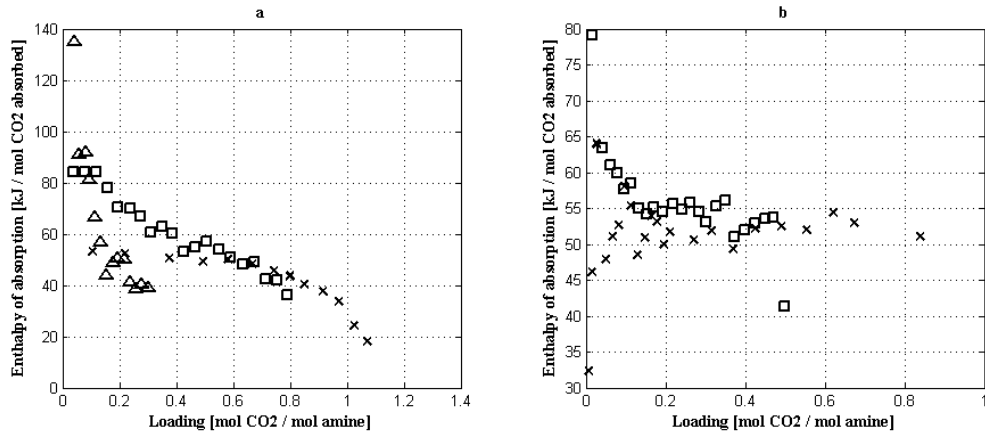 a
Enthalpy of absorption [kJ / mol CO2 absorbed]
140
120
100
80
60
40
20
0
0 0.2 0.4 0.6 0.8 1.0 1.2 1.4
Loading [mol CO2 / mol amine]
b
Enthalpy of absorption [kJ / mol CO2 absorbed]
80
75
70
65
60
55
50
45
40
35
30
0 0.2 0.4 0.6 0.8 1
Loading [mol CO2 / mol amine]